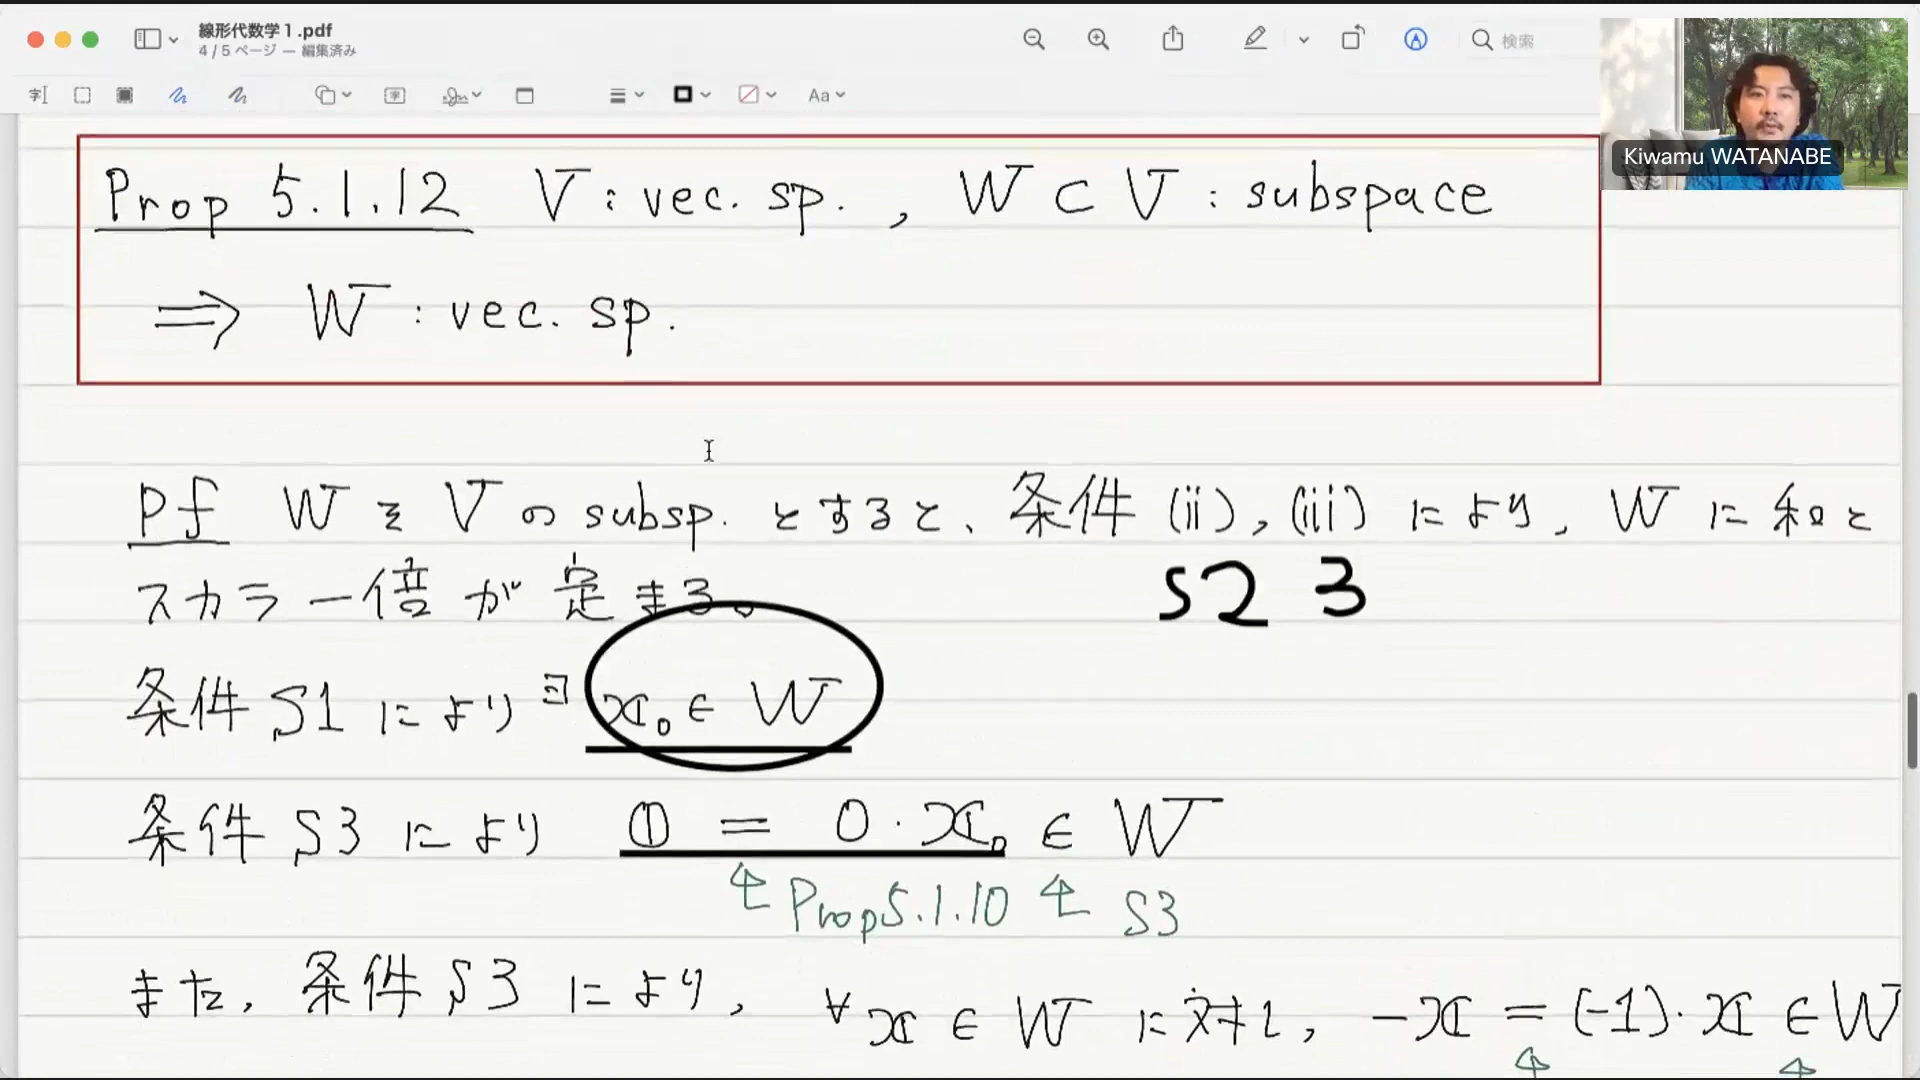 線形代数学1.pdf
4 / 5 ページ — 編集済み
検索
Aa
Kiwamu WATANABE
Prop 5.1.12 V : vec. sp. , W ⊂ V : subspace
⇒ W : vec. sp.
pf W を V の subsp. とすると、条件 (ii), (iii) により, W に和と
スカラー倍が定まる。
S2 3
条件 S1 により ∃x₀ ∈ W
条件 S3 により 𝟘 = 0・x₀ ∈ W
Prop5.1.10 S3
また, 条件 S3 により, ∀x ∈ W に対し, -x = (-1)・x ∈ W